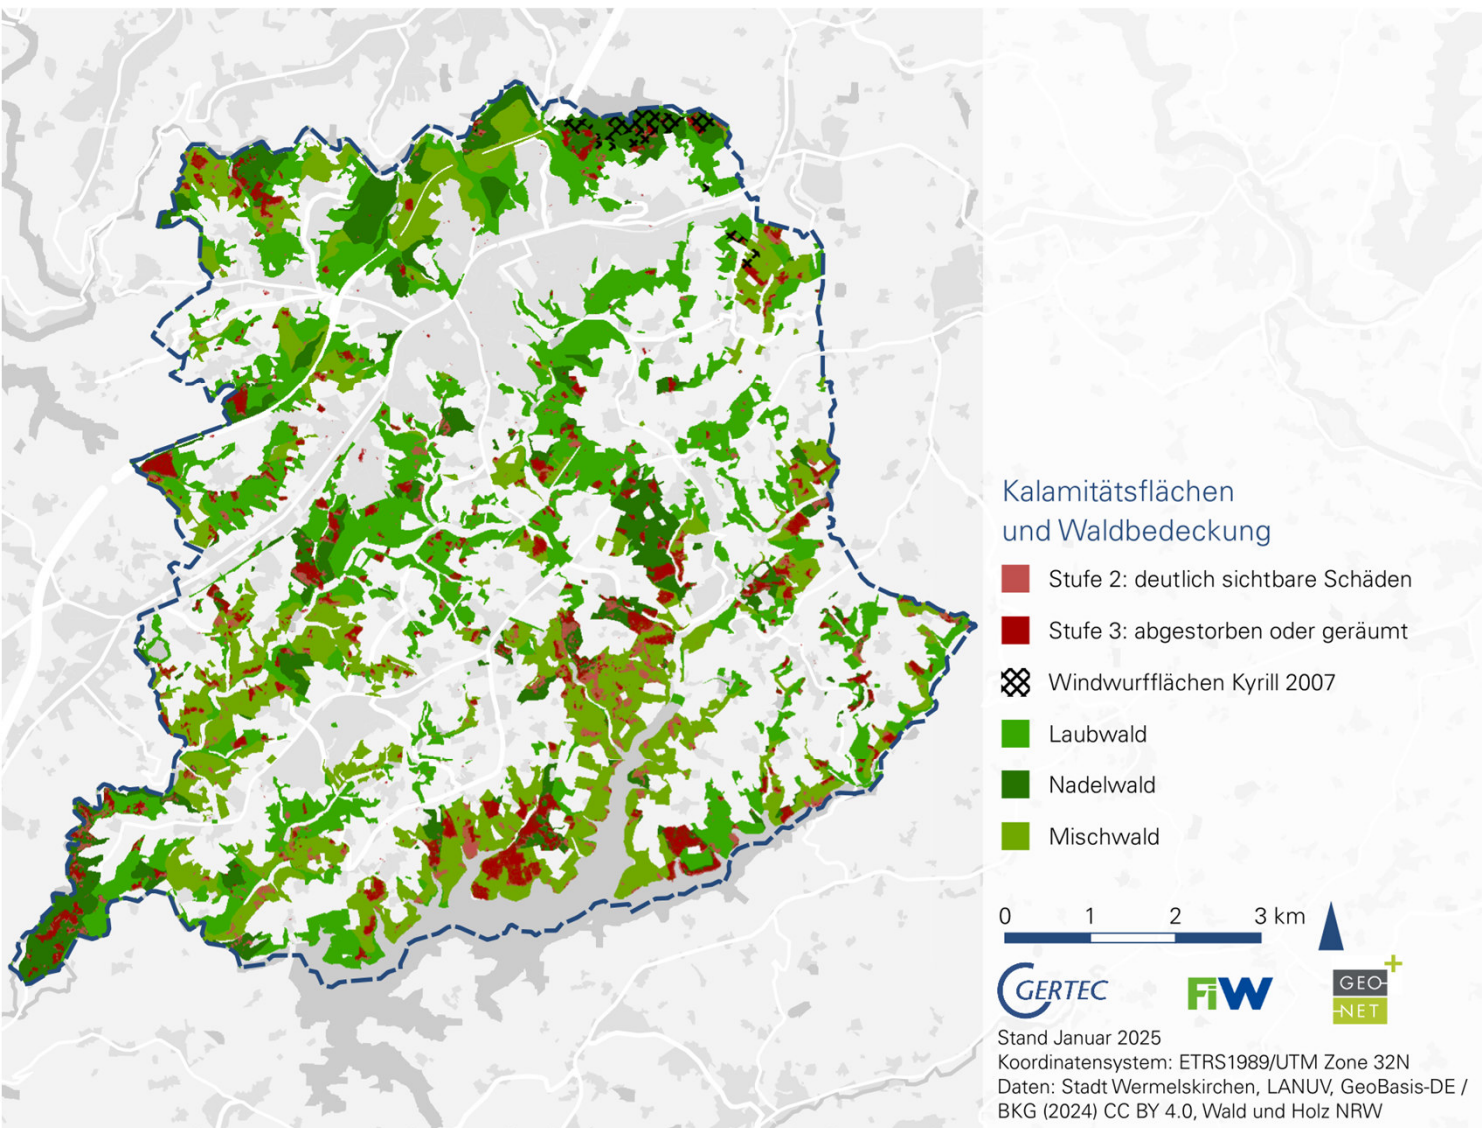 Kalamitätsflächen
und Waldbedeckung
Stufe 2: deutlich sichtbare Schäden
Stufe 3: abgestorben oder geräumt
Windwurfflächen Kyrill 2007
Laubwald
Nadelwald
Mischwald
0 1 2 3 km
GERTEC
FiW
GEO-
NET
+
Stand Januar 2025
Koordinatensystem: ETRS1989/UTM Zone 32N
Daten: Stadt Wermelskirchen, LANUV, GeoBasis-DE /
BKG (2024) CC BY 4.0, Wald und Holz NRW